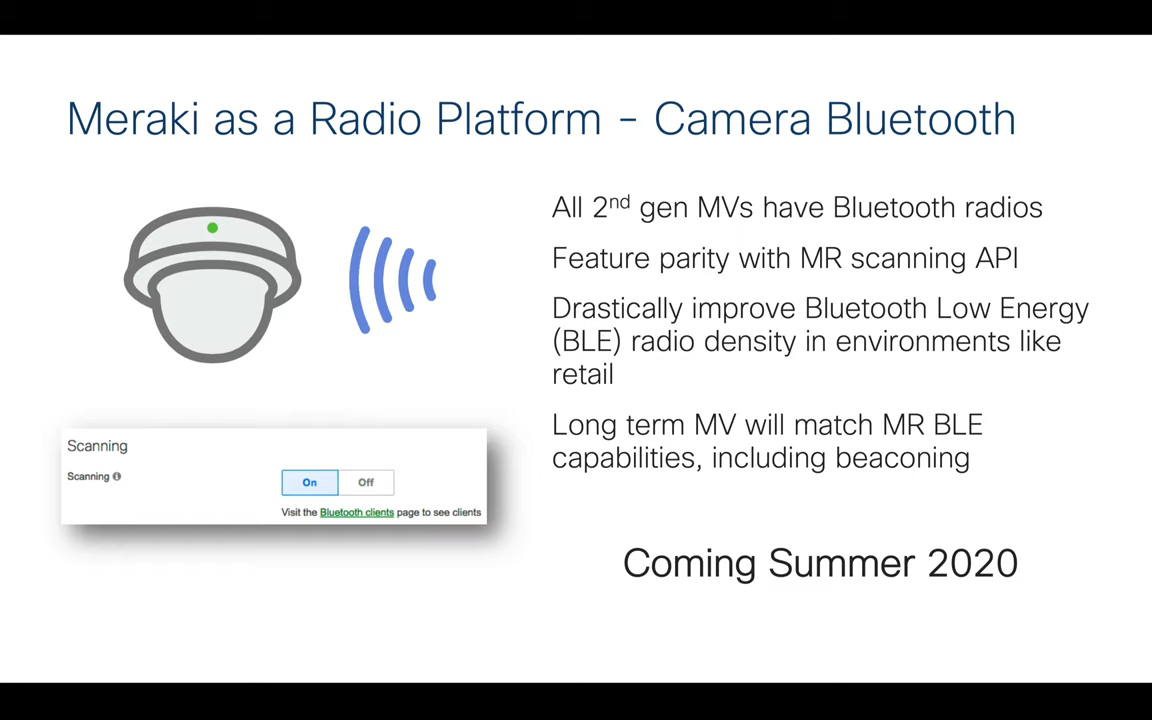 Meraki as a Radio Platform – Camera Bluetooth
All 2nd gen MVs have Bluetooth radios
Feature parity with MR scanning API
Drastically improve Bluetooth Low Energy
(BLE) radio density in environments like
retail
Long term MV will match MR BLE
capabilities, including beaconing
Scanning
Scanning
On Off
Visit the Bluetooth clients page to see clients
Coming Summer 2020